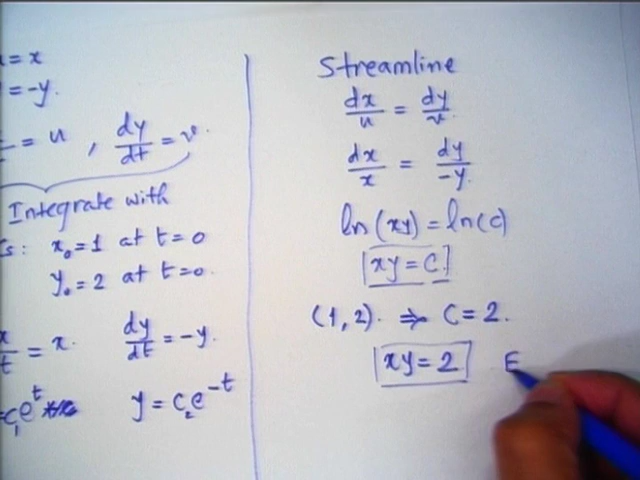 = x
= -y.
= u , dy/dt = v.
Integrate with
x₀ = 1 at t = 0
y₀ = 2 at t = 0.
= x. dy/dt = -y.
c₁e^t y = c₂e^-t
Streamline
dx/u = dy/v
dx/x = dy/-y
ln(xy) = ln(c)
xy = C.
(1, 2). ⇒ C = 2.
xy = 2 E